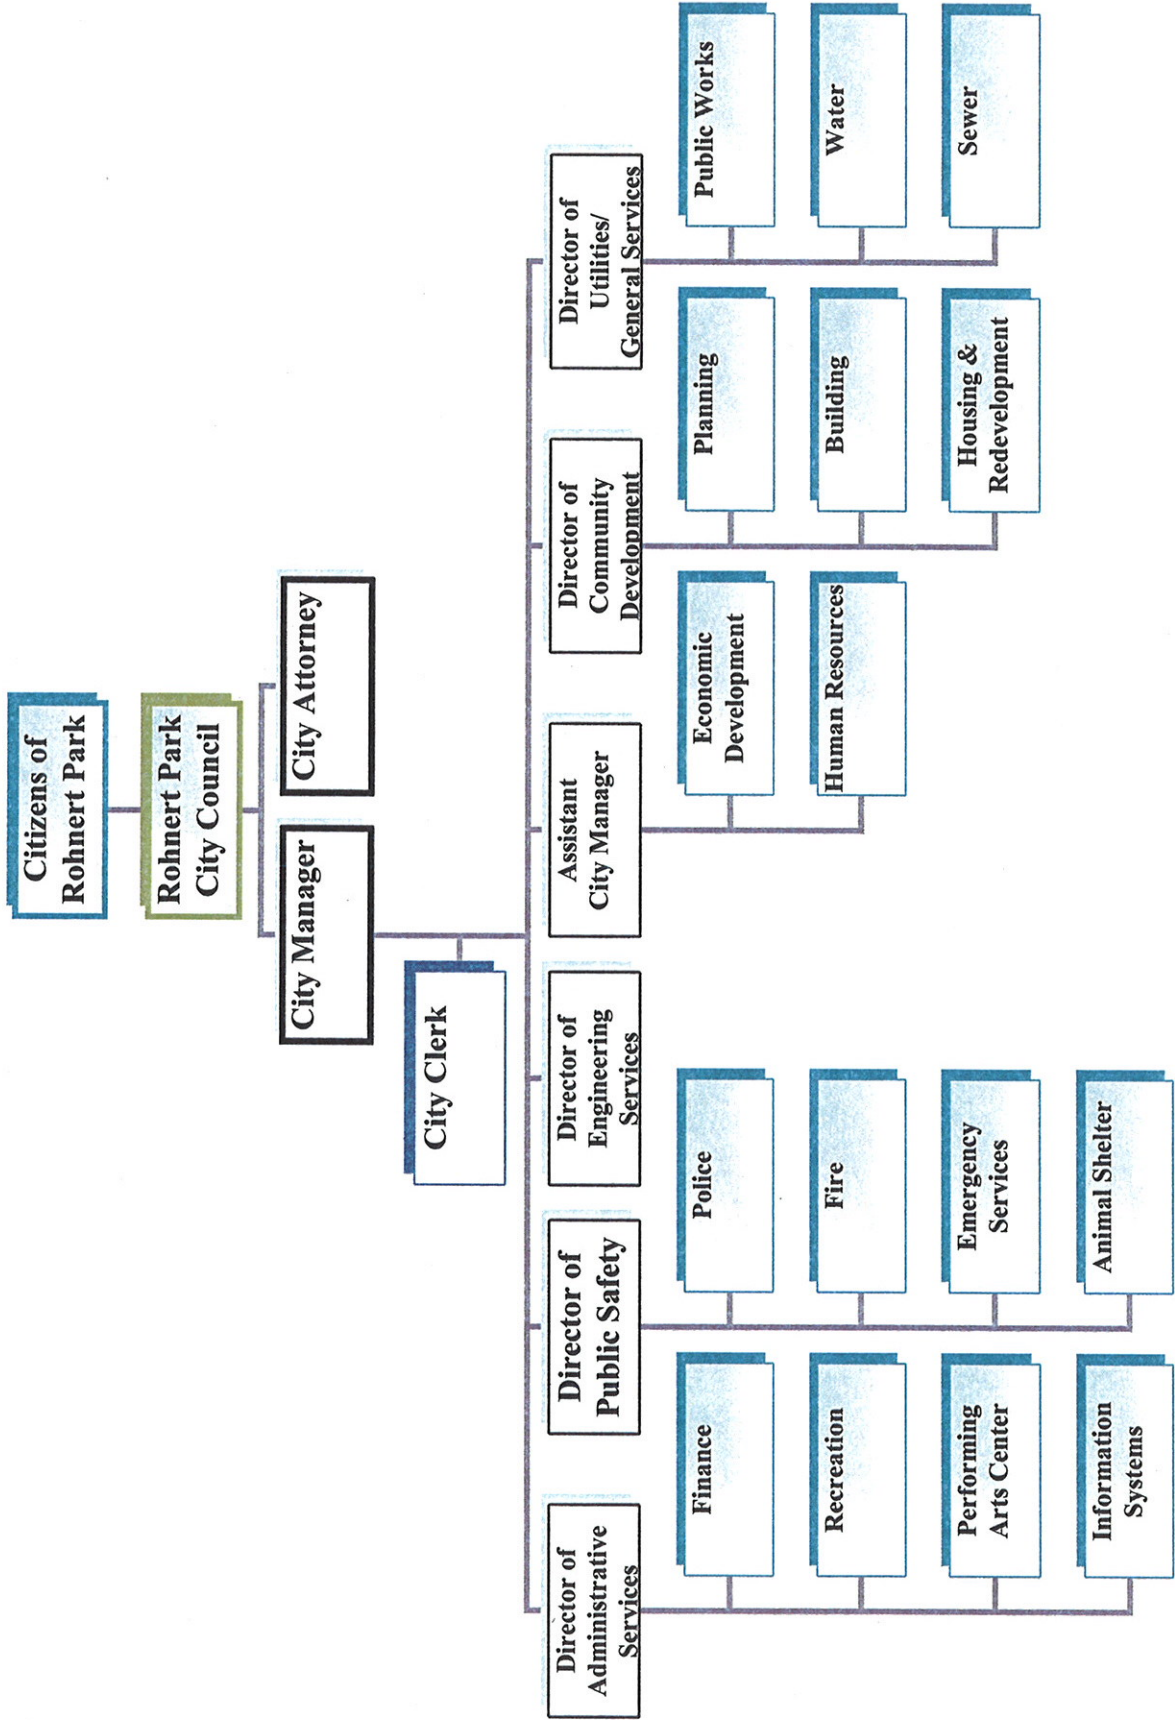 Citizens of
Rohnert Park
Rohnert Park
City Council
City Manager
City Attorney
City Clerk
Director of
Administrative
Services
Director of
Public Safety
Director of
Engineering
Services
Assistant
City Manager
Director of
Community
Development
Director of
Utilities/
General Services
Finance
Recreation
Performing
Arts Center
Information
Systems
Police
Fire
Emergency
Services
Animal Shelter
Economic
Development
Human Resources
Planning
Building
Housing &
Redevelopment
Public Works
Water
Sewer